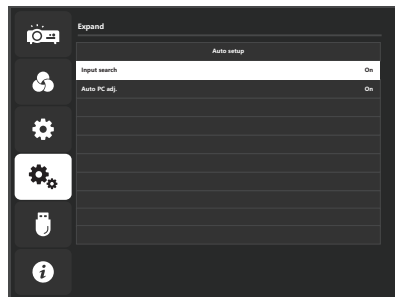 Expand
Auto setup
Input search On
Auto PC adj. On
i